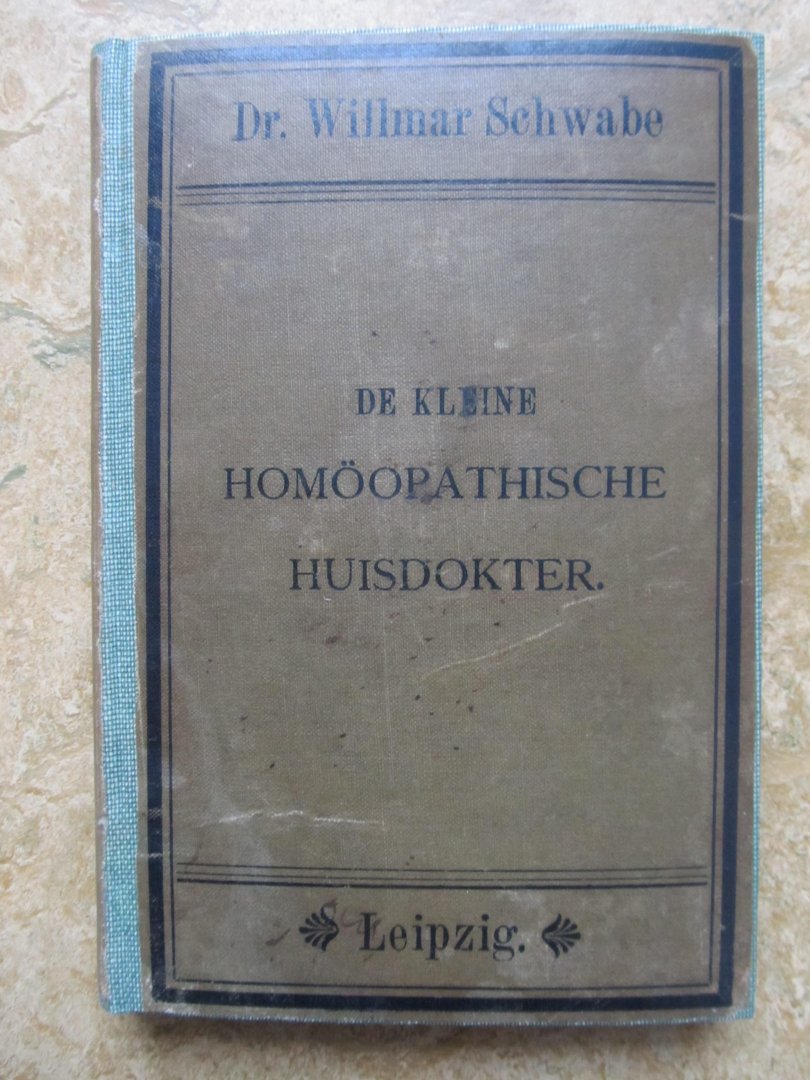 Dr. Willmar Schwabe
DE KLEINE
HOMÖOPATHISCHE
HUISDOKTER.
Leipzig.